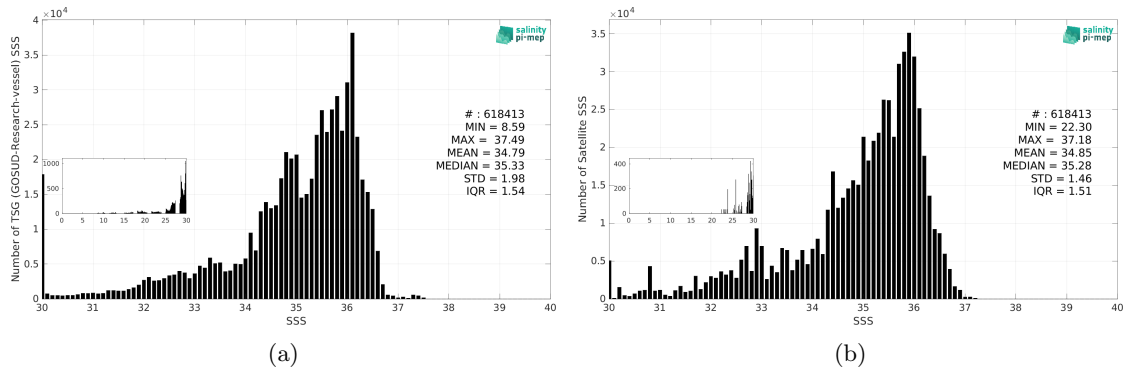 ×10⁴
4
3.5
3
2.5
2
1.5
1
0.5
0
Number of TSG (GOSUD-Research-vessel) SSS
1000
500
0
0 5 10 15 20 25 30
salinity
pi-mep
# : 618413
MIN = 8.59
MAX = 37.49
MEAN = 34.79
MEDIAN = 35.33
STD = 1.98
IQR = 1.54
30 31 32 33 34 35 36 37 38 39 40
SSS
(a)
×10⁴
3.5
3
2.5
2
1.5
1
0.5
0
Number of Satellite SSS
400
200
0
0 5 10 15 20 25 30
salinity
pi-mep
# : 618413
MIN = 22.30
MAX = 37.18
MEAN = 34.85
MEDIAN = 35.28
STD = 1.46
IQR = 1.51
30 31 32 33 34 35 36 37 38 39 40
SSS
(b)